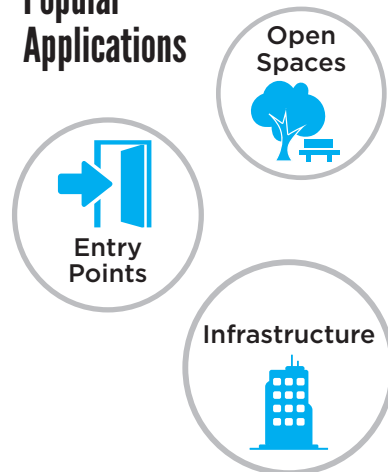 Popular
Applications
Open
Spaces
Entry
Points
Infrastructure